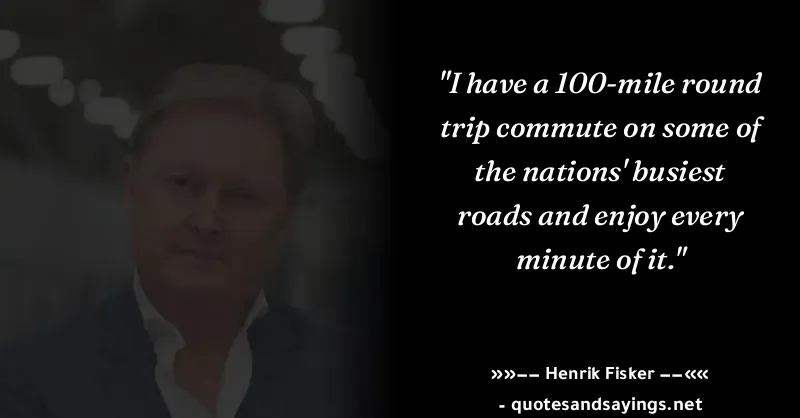 "I have a 100-mile round
trip commute on some of
the nations' busiest
roads and enjoy every
minute of it."
»»−− Henrik Fisker −−««
- quotesandsayings.net